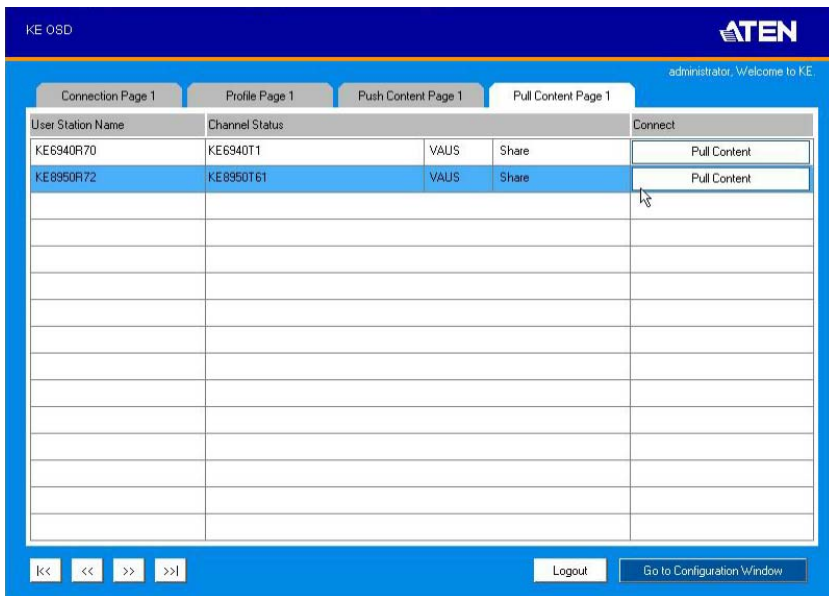 KE OSD
ATEN
administrator, Welcome to KE.
Connection Page 1 Profile Page 1 Push Content Page 1 Pull Content Page 1
User Station Name Channel Status Connect
KE6940R70 KE6940T1 VAUS Share Pull Content
KE8950R72 KE8950T61 VAUS Share Pull Content
|<< << >> >>| Logout Go to Configuration Window